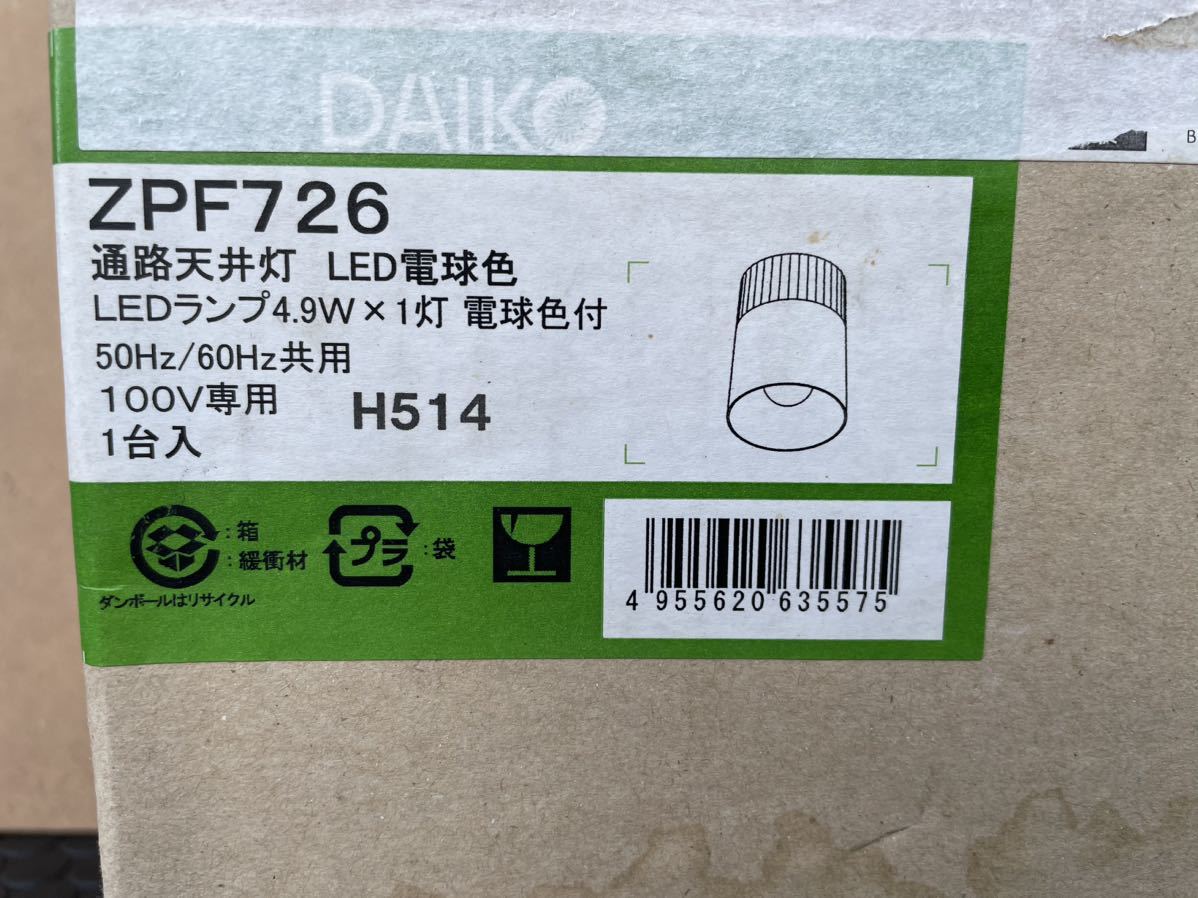 DAIKO
B
ZPF726
通路天井灯 LED電球色
LEDランプ4.9W×1灯 電球色付
50Hz/60Hz共用
100V専用
H514
1台入
:箱
:緩衝材
ダンボールはリサイクル
プラ
:袋
4 955620 635575